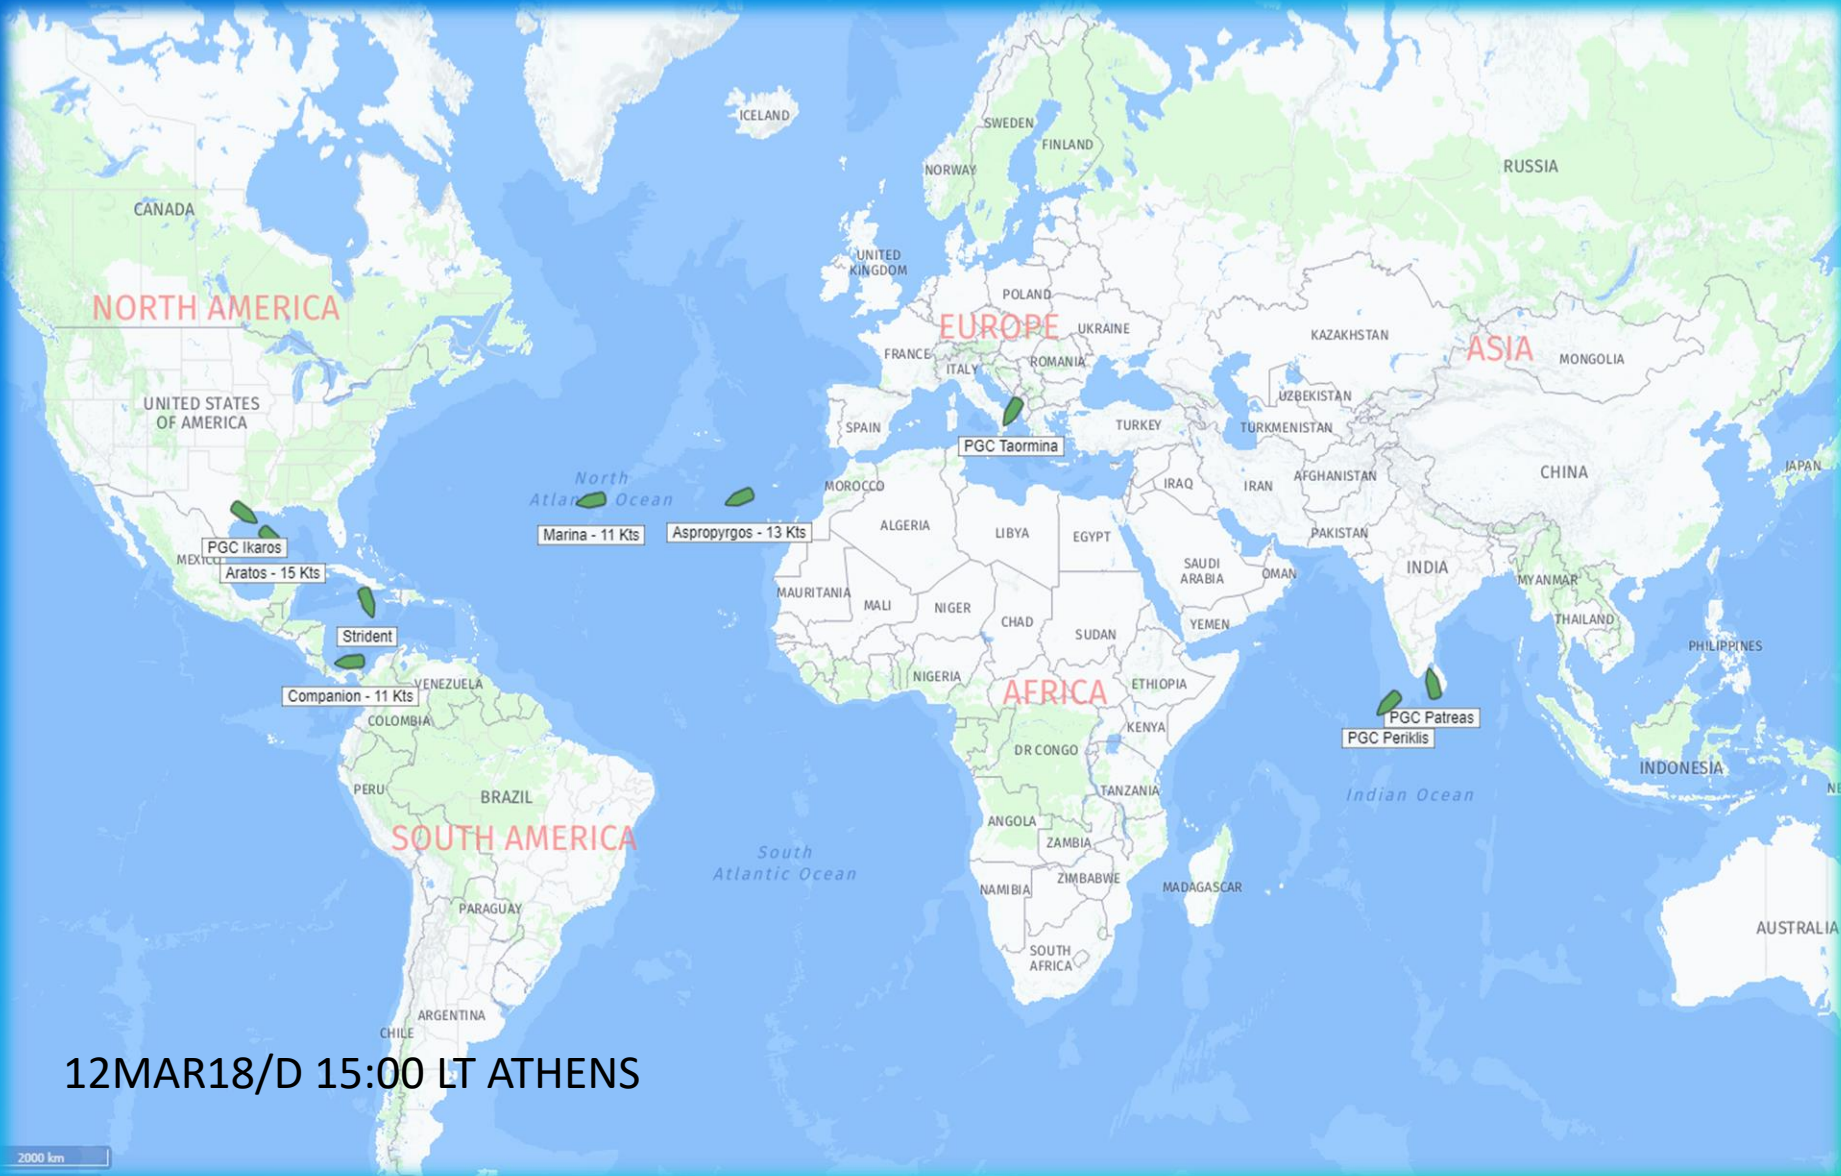 ICELAND
SWEDEN
FINLAND
NORWAY
RUSSIA
CANADA
UNITED
KINGDOM
NORTH AMERICA
POLAND
EUROPE
UKRAINE
KAZAKHSTAN
ASIA
MONGOLIA
FRANCE
ITALY
ROMANIA
UNITED STATES
OF AMERICA
UZBEKISTAN
SPAIN
TURKEY
TURKMENISTAN
PGC Taormina
JAPAN
CHINA
AFGHANISTAN
IRAQ
IRAN
MOROCCO
North
Atlantic Ocean
ALGERIA
LIBYA
EGYPT
PAKISTAN
Marina - 11 Kts
Aspropyrgos - 13 Kts
PGC Ikaros
MEXICO
Aratos - 15 Kts
SAUDI
ARABIA
OMAN
INDIA
MYANMAR
MAURITANIA
MALI
NIGER
CHAD
SUDAN
YEMEN
THAILAND
Strident
PHILIPPINES
NIGERIA
ETHIOPIA
AFRICA
VENEZUELA
Companion - 11 Kts
COLOMBIA
KENYA
PGC Patreas
PGC Periklis
DR CONGO
INDONESIA
PERU
BRAZIL
TANZANIA
Indian Ocean
NE
ANGOLA
SOUTH AMERICA
ZAMBIA
South
Atlantic Ocean
ZIMBABWE
NAMIBIA
MADAGASCAR
PARAGUAY
AUSTRALIA
SOUTH
AFRICA
ARGENTINA
CHILE
12MAR18/D 15:00 LT ATHENS
2000 km